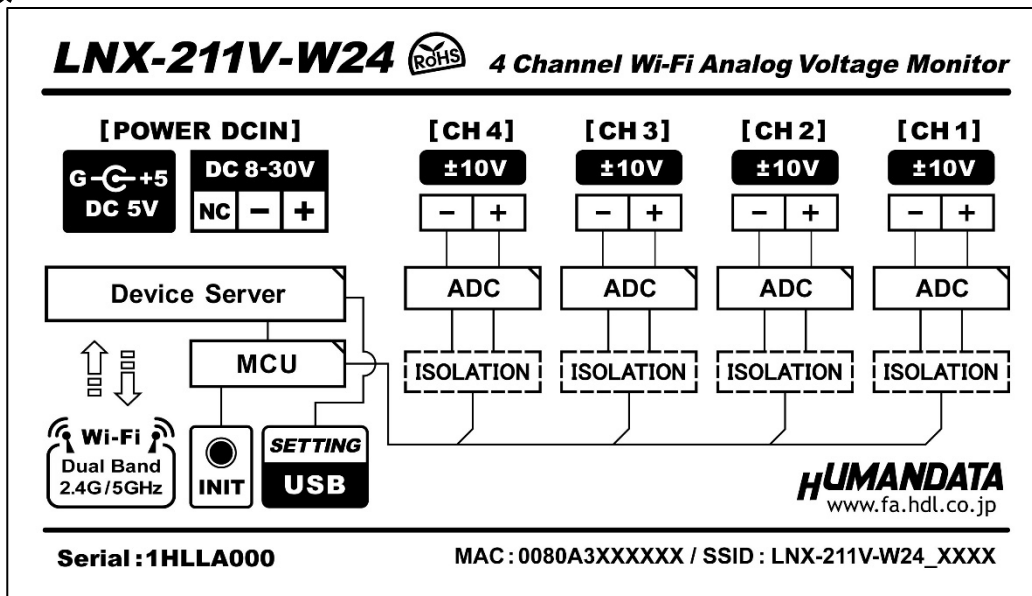 LNX-211V-W24 RoHS 4 Channel Wi-Fi Analog Voltage Monitor
[POWER DCIN] [CH 4] [CH 3] [CH 2] [CH 1]
G +5 DC 8-30V ±10V ±10V ±10V ±10V
DC 5V NC − + − + − + − + − +
Device Server ADC ADC ADC ADC
MCU ISOLATION ISOLATION ISOLATION ISOLATION
Wi-Fi
Dual Band
2.4G/5GHz
INIT
SETTING
USB
HUMANDATA
www.fa.hdl.co.jp
Serial:1HLLA000 MAC:0080A3XXXXXX / SSID: LNX-211V-W24_XXXX